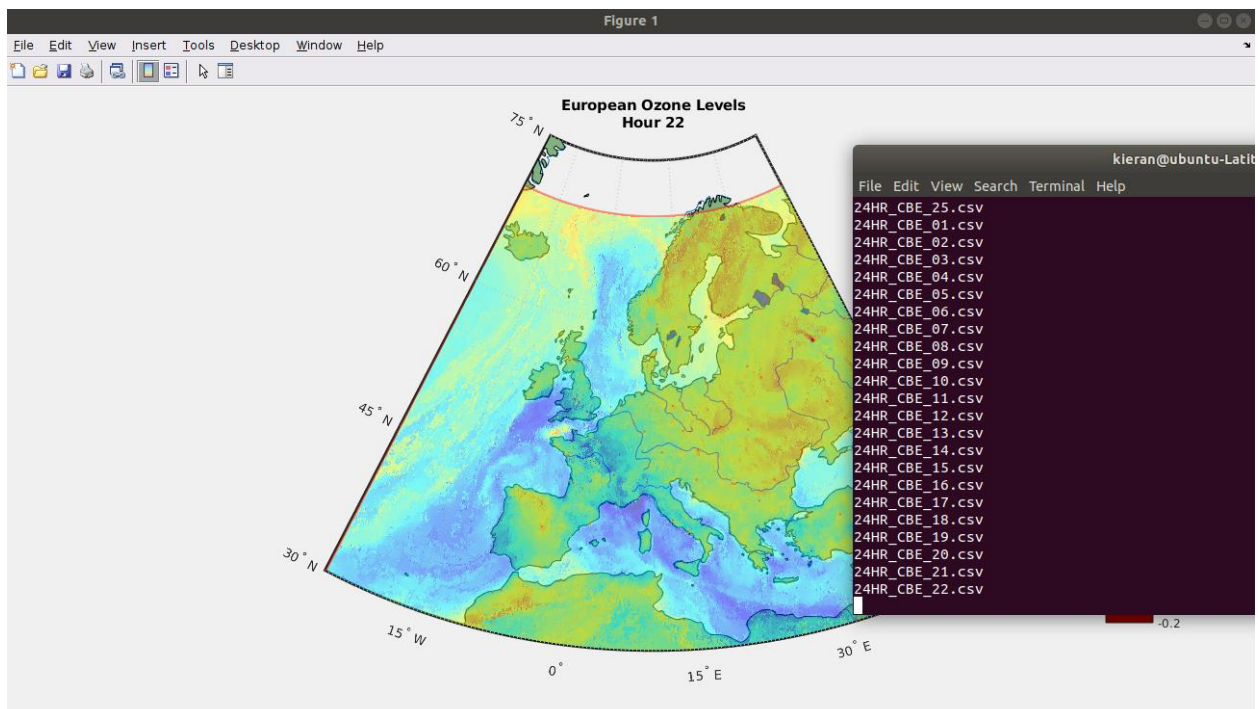 Figure 1
File Edit View Insert Tools Desktop Window Help
European Ozone Levels
Hour 22
75° N
60° N
45° N
30° N
15° W
0°
15° E
30° E
-0.2
kieran@ubuntu-Latit
File Edit View Search Terminal Help
24HR_CBE_25.csv
24HR_CBE_01.csv
24HR_CBE_02.csv
24HR_CBE_03.csv
24HR_CBE_04.csv
24HR_CBE_05.csv
24HR_CBE_06.csv
24HR_CBE_07.csv
24HR_CBE_08.csv
24HR_CBE_09.csv
24HR_CBE_10.csv
24HR_CBE_11.csv
24HR_CBE_12.csv
24HR_CBE_13.csv
24HR_CBE_14.csv
24HR_CBE_15.csv
24HR_CBE_16.csv
24HR_CBE_17.csv
24HR_CBE_18.csv
24HR_CBE_19.csv
24HR_CBE_20.csv
24HR_CBE_21.csv
24HR_CBE_22.csv